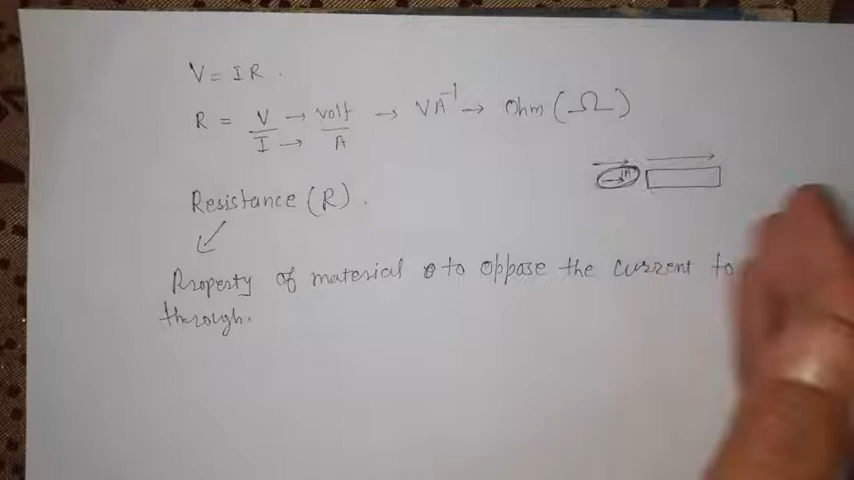 V = IR .
R = V/I → volt/A → VA⁻¹ → Ohm (Ω)
A
Resistance (R) .
Property of material to oppose the current to
through.